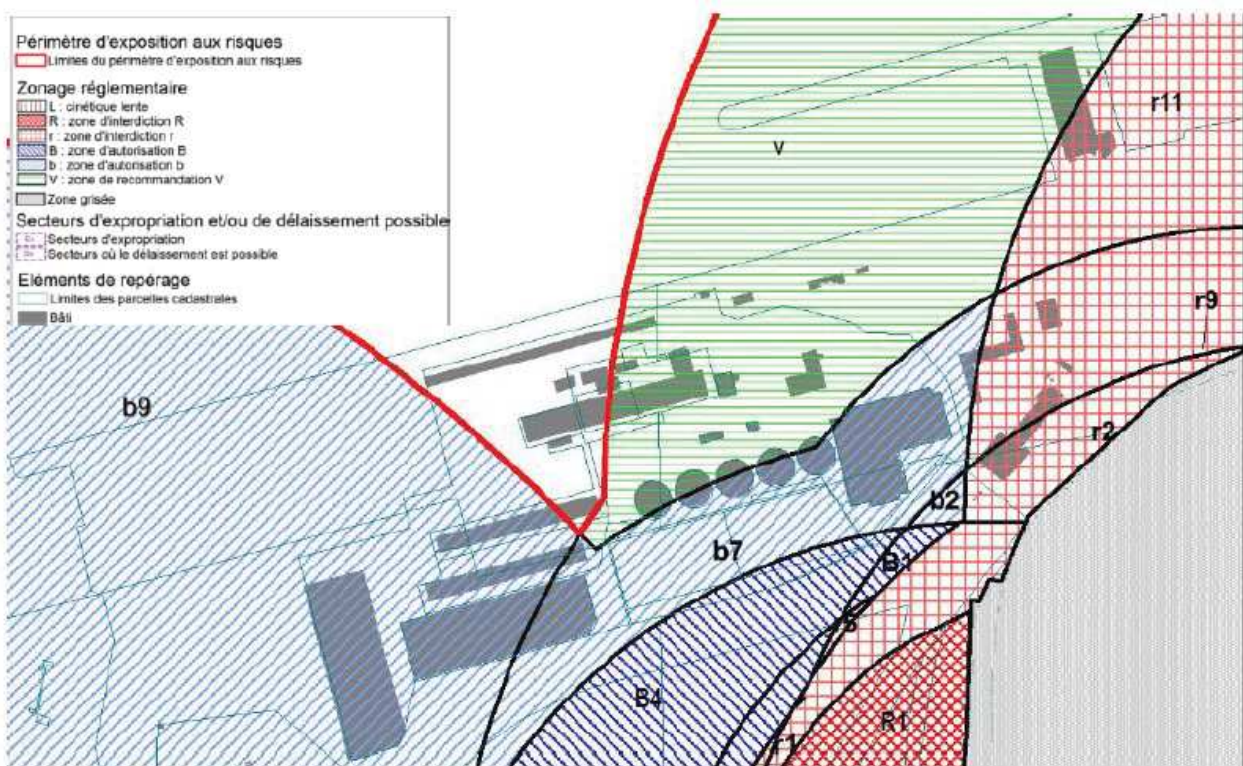 Périmètre d'exposition aux risques
Limites du périmètre d'exposition aux risques
Zonage réglementaire
L : cinétique lente
R : zone d'interdiction R
r : zone d'interdiction r
B : zone d'autorisation B
b : zone d'autorisation b
V : zone de recommandation V
Zone grisée
Secteurs d'expropriation et/ou de délaissement possible
Secteurs d'expropriation
Secteurs où le délaissement est possible
Eléments de repérage
Limites des parcelles cadastrales
Bâti
r11
v
r9
b9
r2
b2
b7
B1
B4
R1
r1